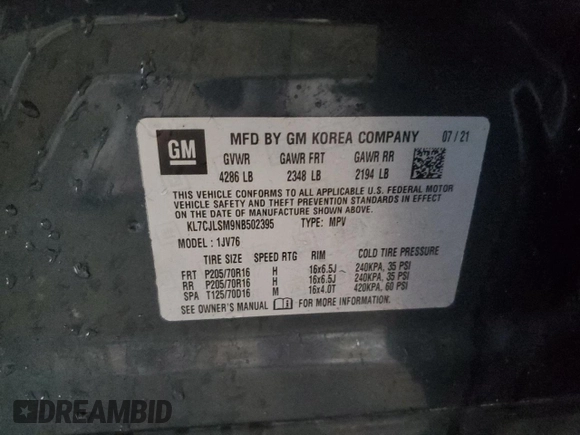 GM
MFD BY GM KOREA COMPANY 07/21
GVWR GAWR FRT GAWR RR
4286 LB 2348 LB 2194 LB
THIS VEHICLE CONFORMS TO ALL APPLICABLE U.S. FEDERAL MOTOR
VEHICLE SAFETY AND THEFT PREVENTION STANDARDS IN EFFECT ON THE
DATE OF MANUFACTURE SHOWN ABOVE.
KL7CJLSM9NB502395 TYPE: MPV
MODEL : 1JV76
TIRE SIZE SPEED RTG RIM COLD TIRE PRESSURE
FRT P205/70R16 H 16x6.5J 240KPA, 35 PSI
RR P205/70R16 H 16x6.5J 240KPA, 35 PSI
SPA T125/70D16 M 16x4.0T 420KPA, 60 PSI
SEE OWNER'S MANUAL FOR MORE INFORMATION
DREAMBID